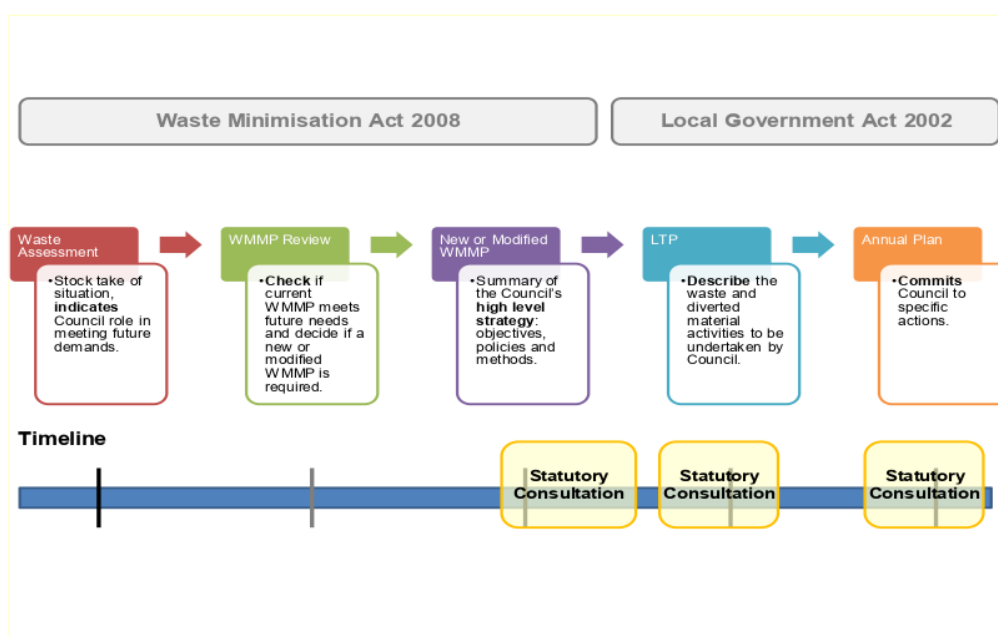 Waste Minimisation Act 2008
Local Government Act 2002
Waste
Assessment
•Stock take of
situation,
indicates
Council role in
meeting future
demands.
WMMP Review
•Check if
current
WMMP meets
future needs
and decide if a
new or
modified
WMMP is
required.
New or Modified
WMMP
•Summary of
the Council's
high level
strategy:
objectives,
policies and
methods.
LTP
•Describe the
waste and
diverted
material
activities to be
undertaken by
Council.
Annual Plan
•Commits
Council to
specific
actions.
Timeline
Statutory
Consultation
Statutory
Consultation
Statutory
Consultation